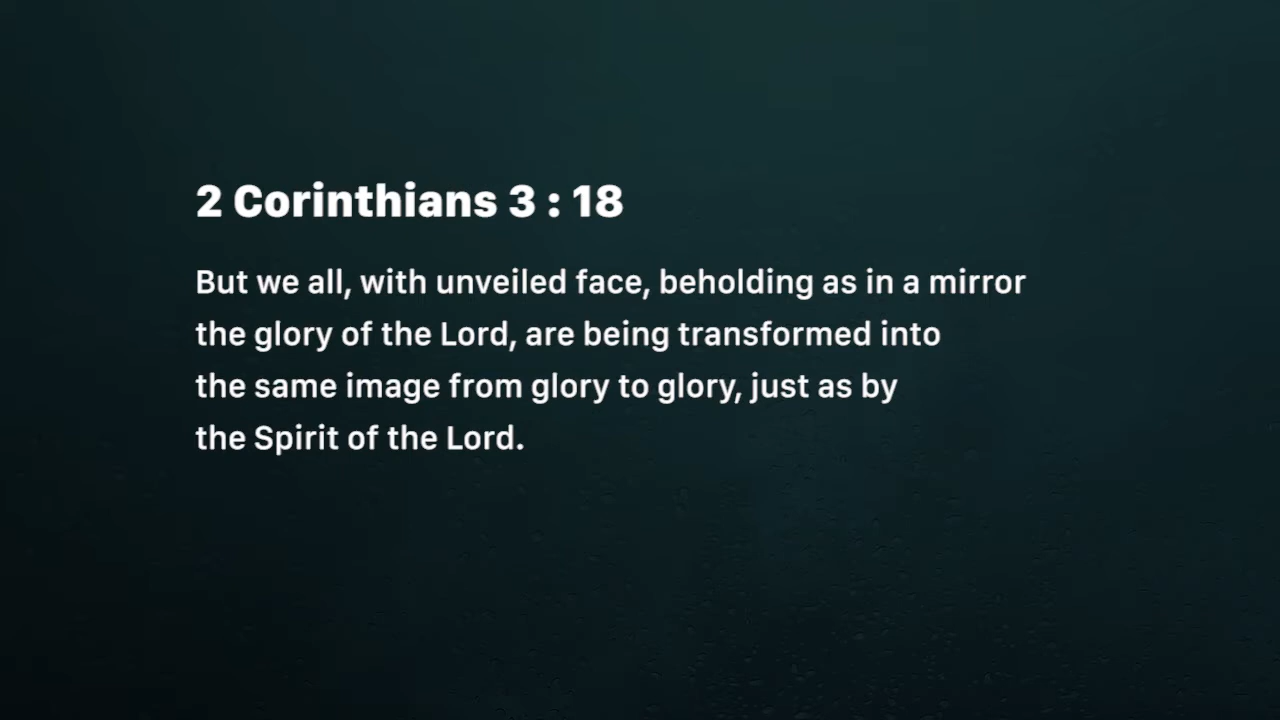 2 Corinthians 3 : 18
But we all, with unveiled face, beholding as in a mirror
the glory of the Lord, are being transformed into
the same image from glory to glory, just as by
the Spirit of the Lord.